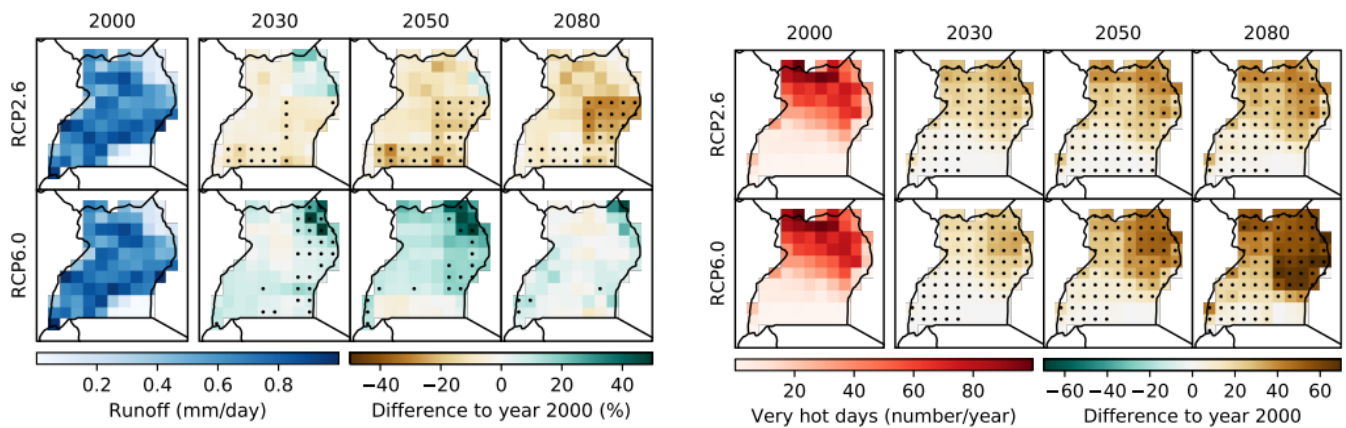 2000 2030 2050 2080
RCP2.6
RCP6.0
0.2 0.4 0.6 0.8
Runoff (mm/day)
−40 −20 0 20 40
Difference to year 2000 (%)
2000 2030 2050 2080
RCP2.6
RCP6.0
20 40 60 80
Very hot days (number/year)
−60 −40 −20 0 20 40 60
Difference to year 2000